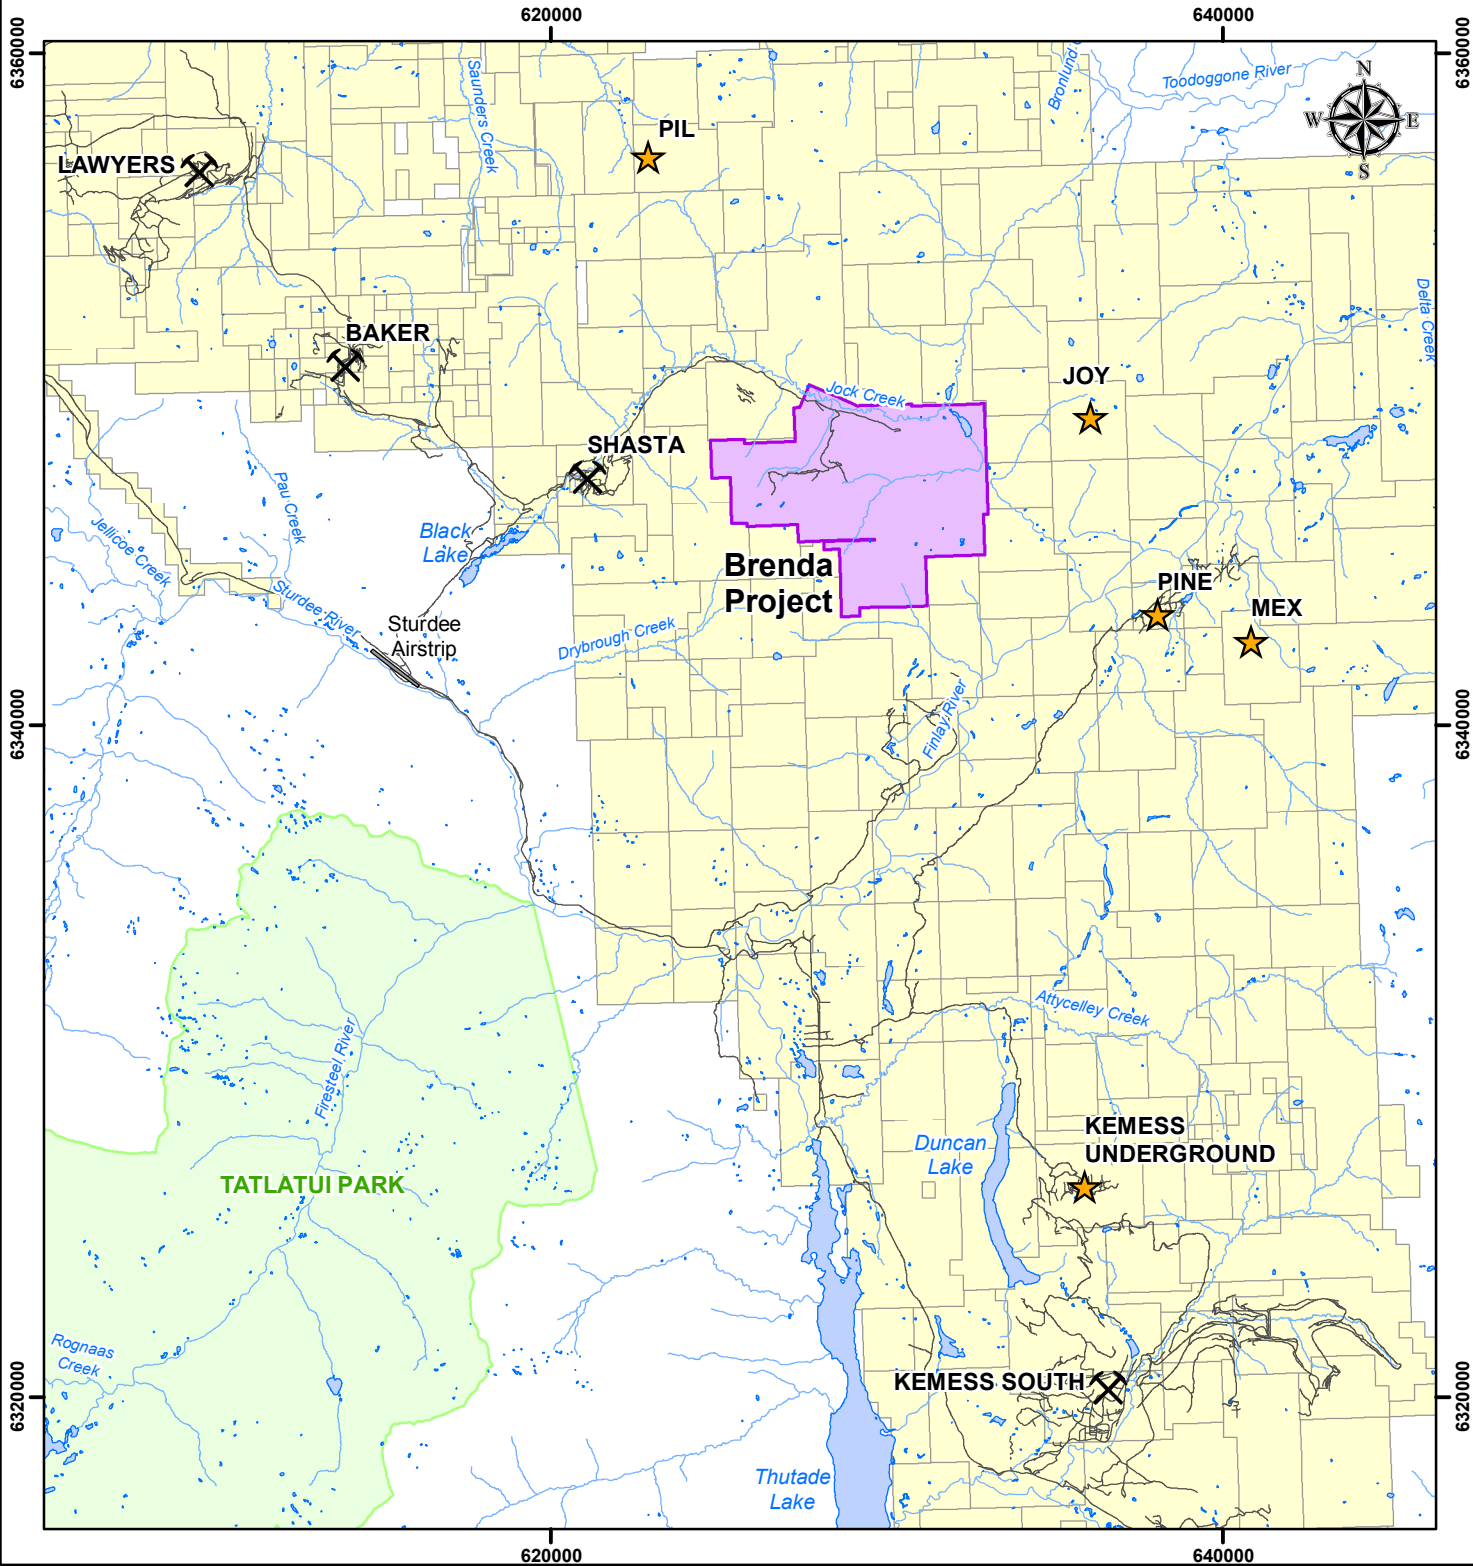 620000
640000
6360000
6360000
Saunders Creek
Bronlund
Toodoggone River
N
W
E
S
PIL
LAWYERS
Delta Creek
BAKER
JOY
Jock Creek
SHASTA
Pau Creek
Black
Lake
Jellicoe Creek
Brenda
Project
PINE
MEX
Sturdee River
Sturdee
Airstrip
Drybrough Creek
Finlay River
6340000
6340000
Attycelley Creek
Firesteel River
KEMESS
UNDERGROUND
Duncan
Lake
TATLATUI PARK
Rognaas
Creek
KEMESS SOUTH
6320000
6320000
Thutade
Lake
620000
640000